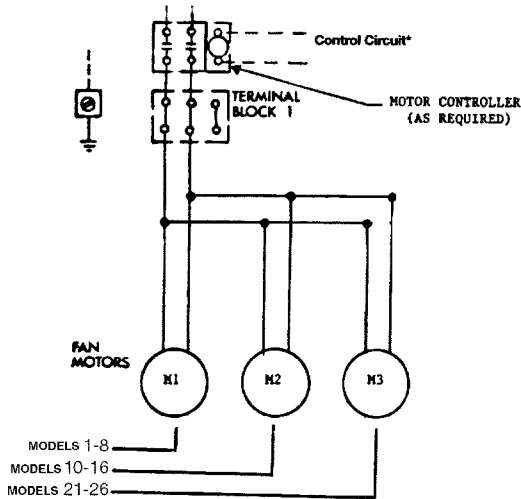 Control Circuit*
TERMINAL
BLOCK 1
MOTOR CONTROLLER
(AS REQUIRED)
FAN
MOTORS
M1
M2
M3
MODELS 1-8
MODELS 10-16
MODELS 21-26